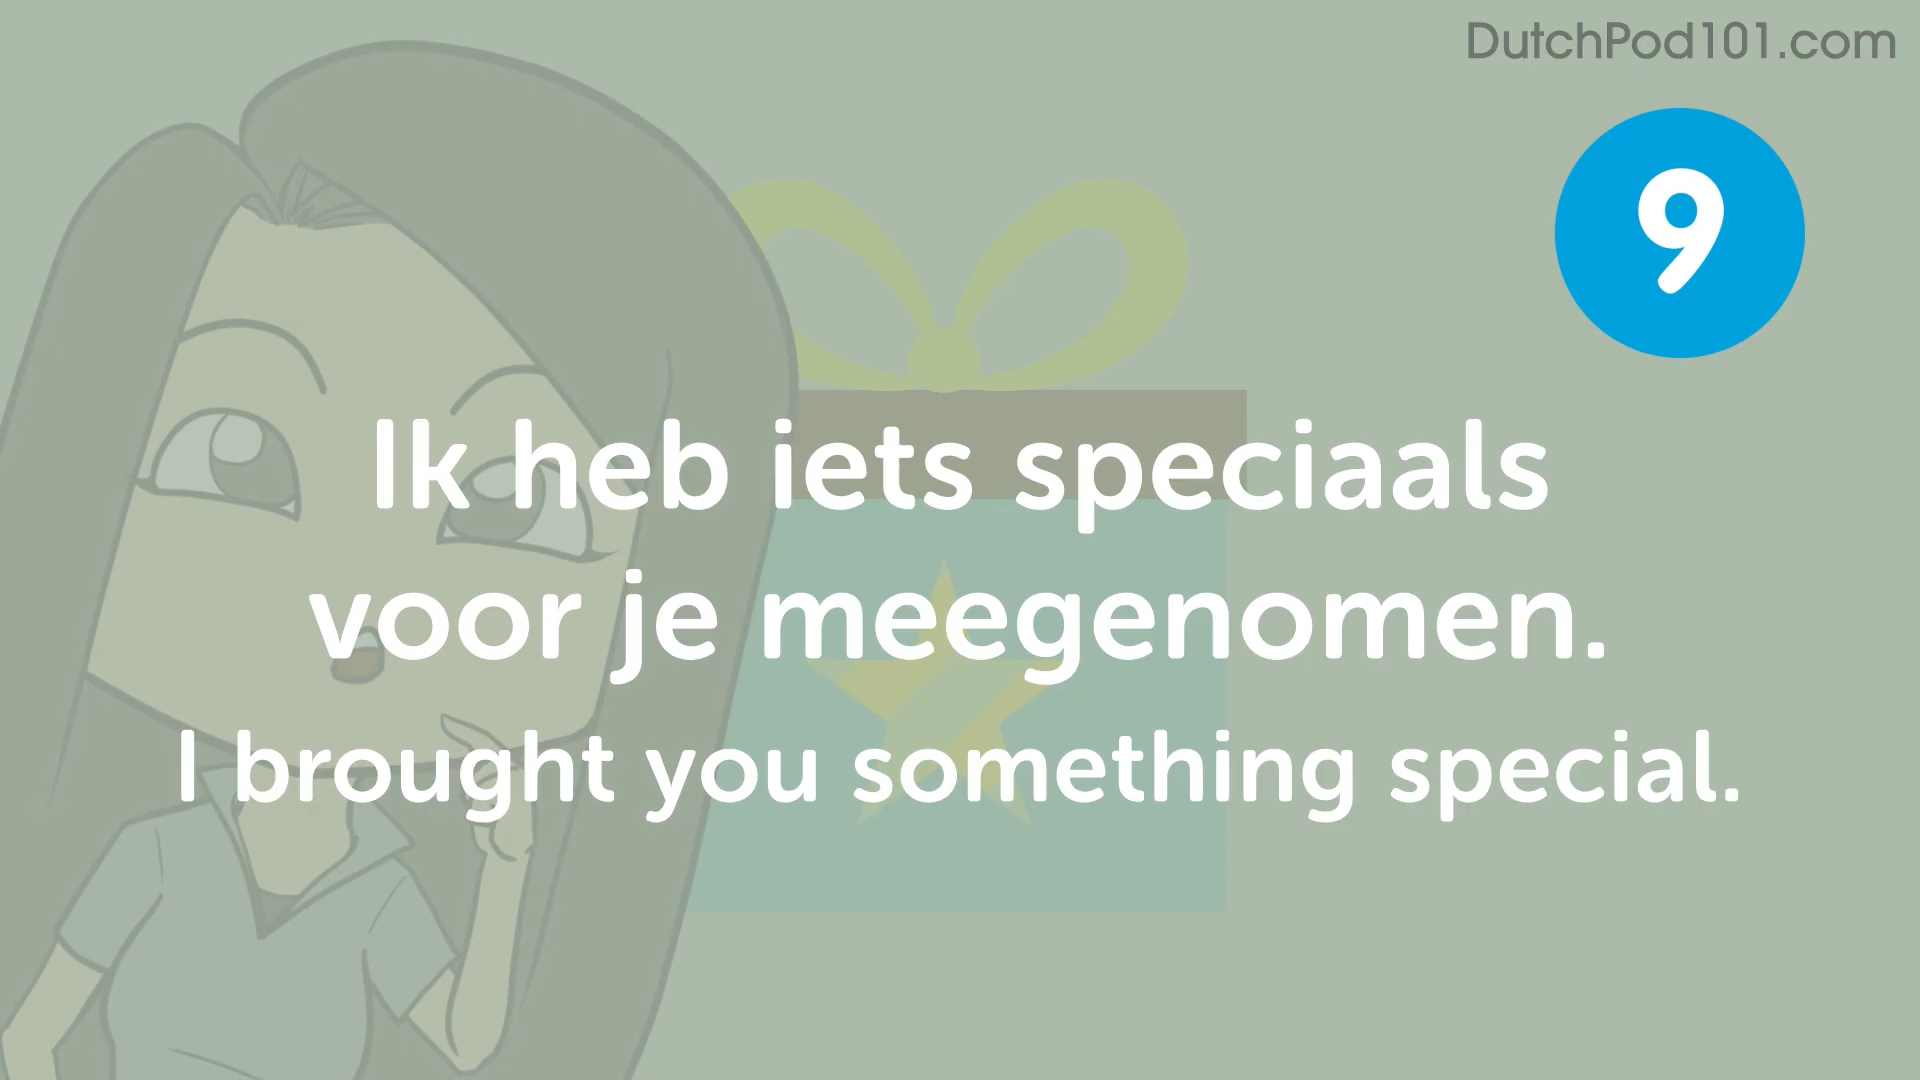 DutchPod101.com
9
Ik heb iets speciaals
voor je meegenomen.
I brought you something special.